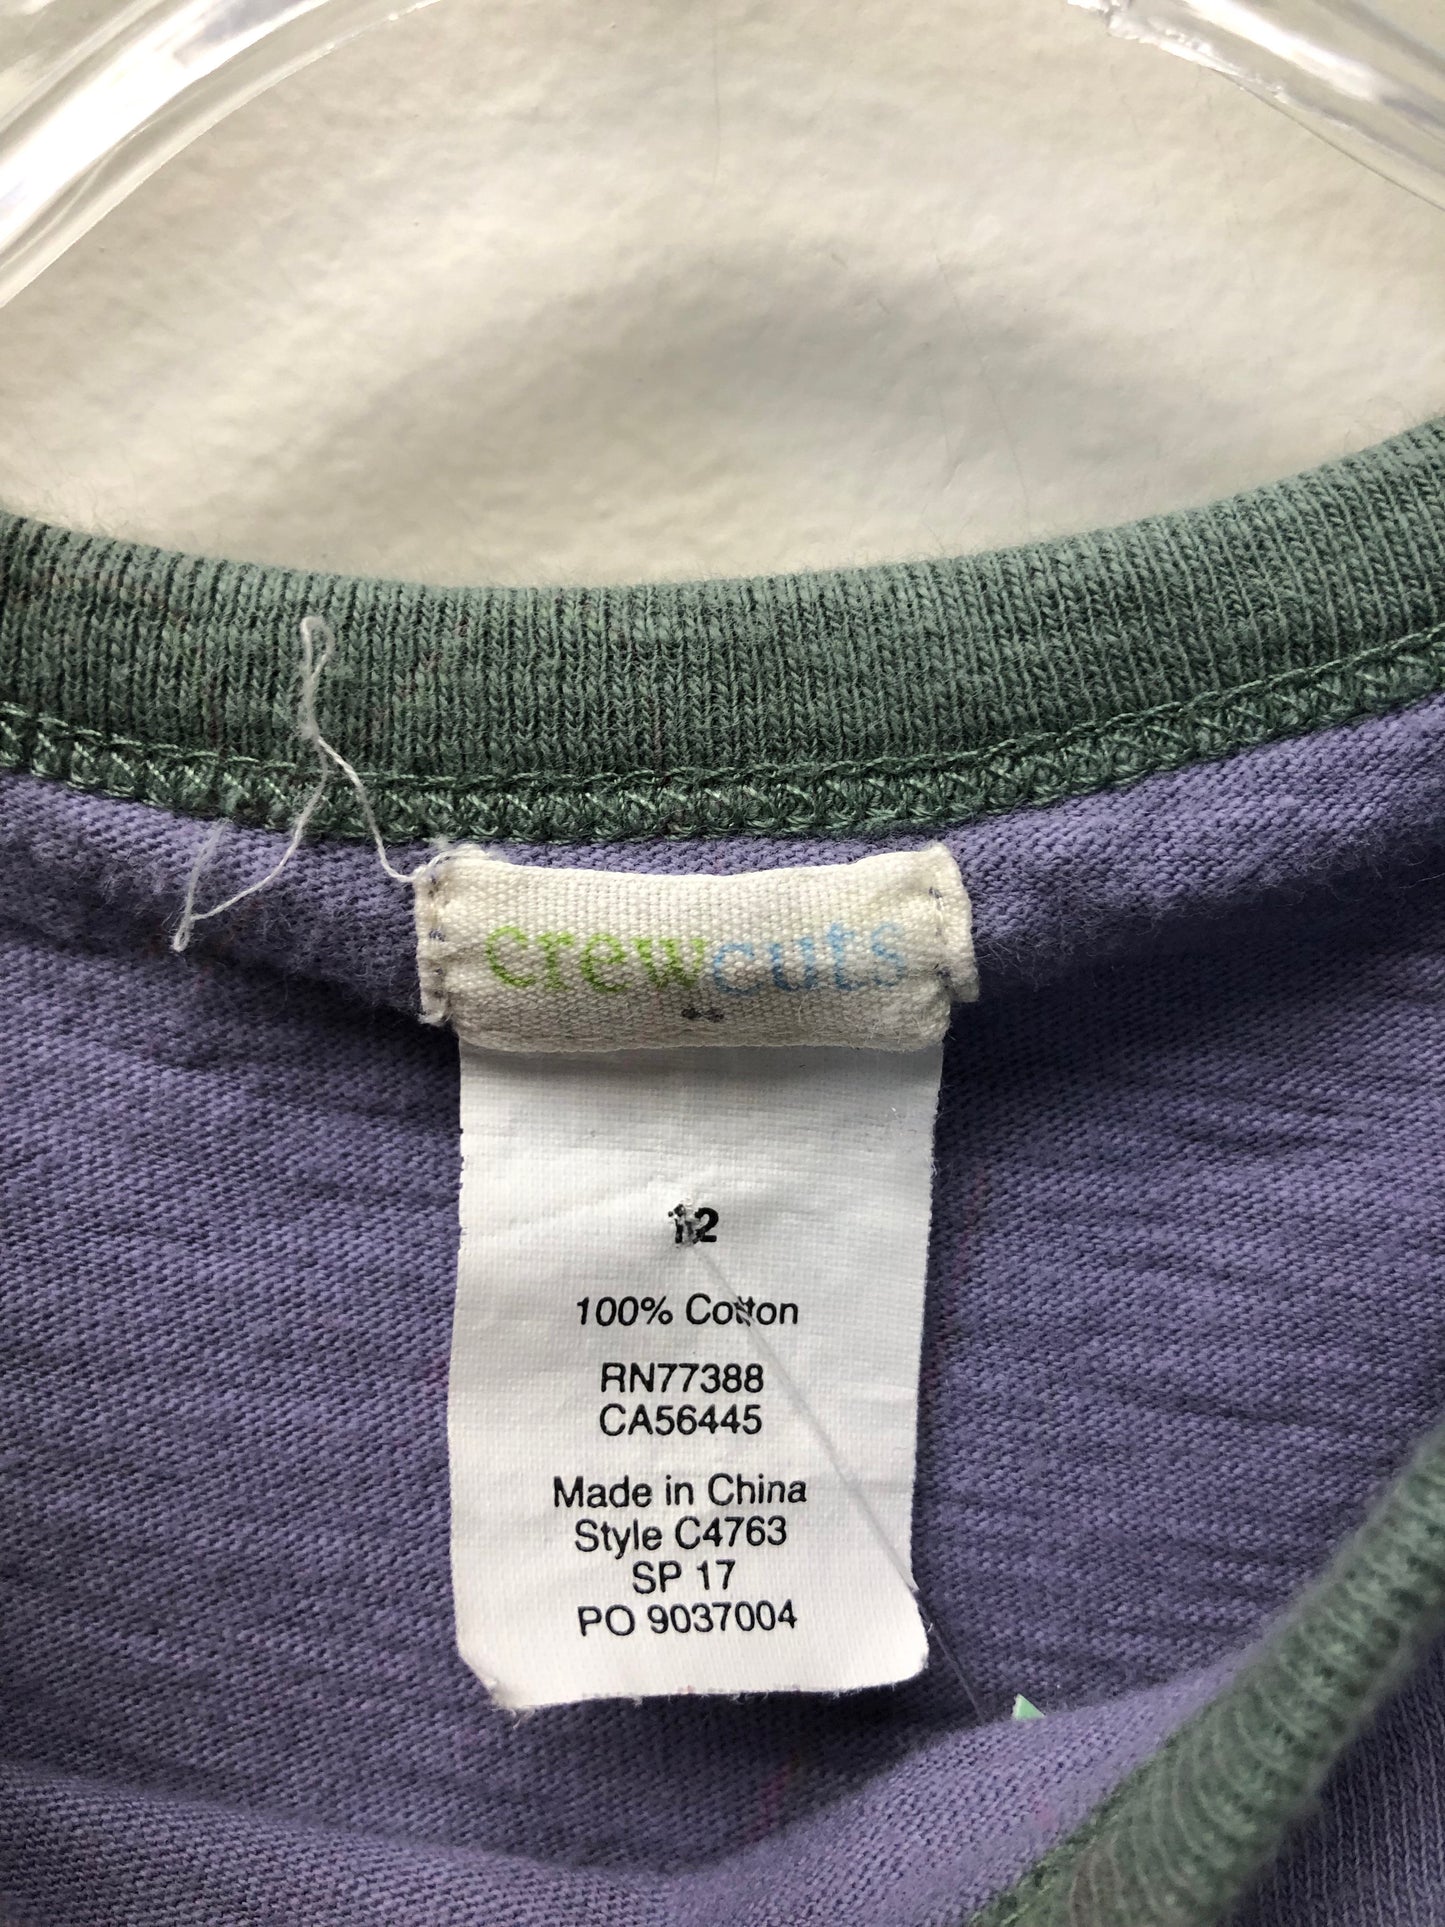 crewcuts
12
100% Cotton
RN77388
CA56445
Made in China
Style C4763
SP 17
PO 9037004